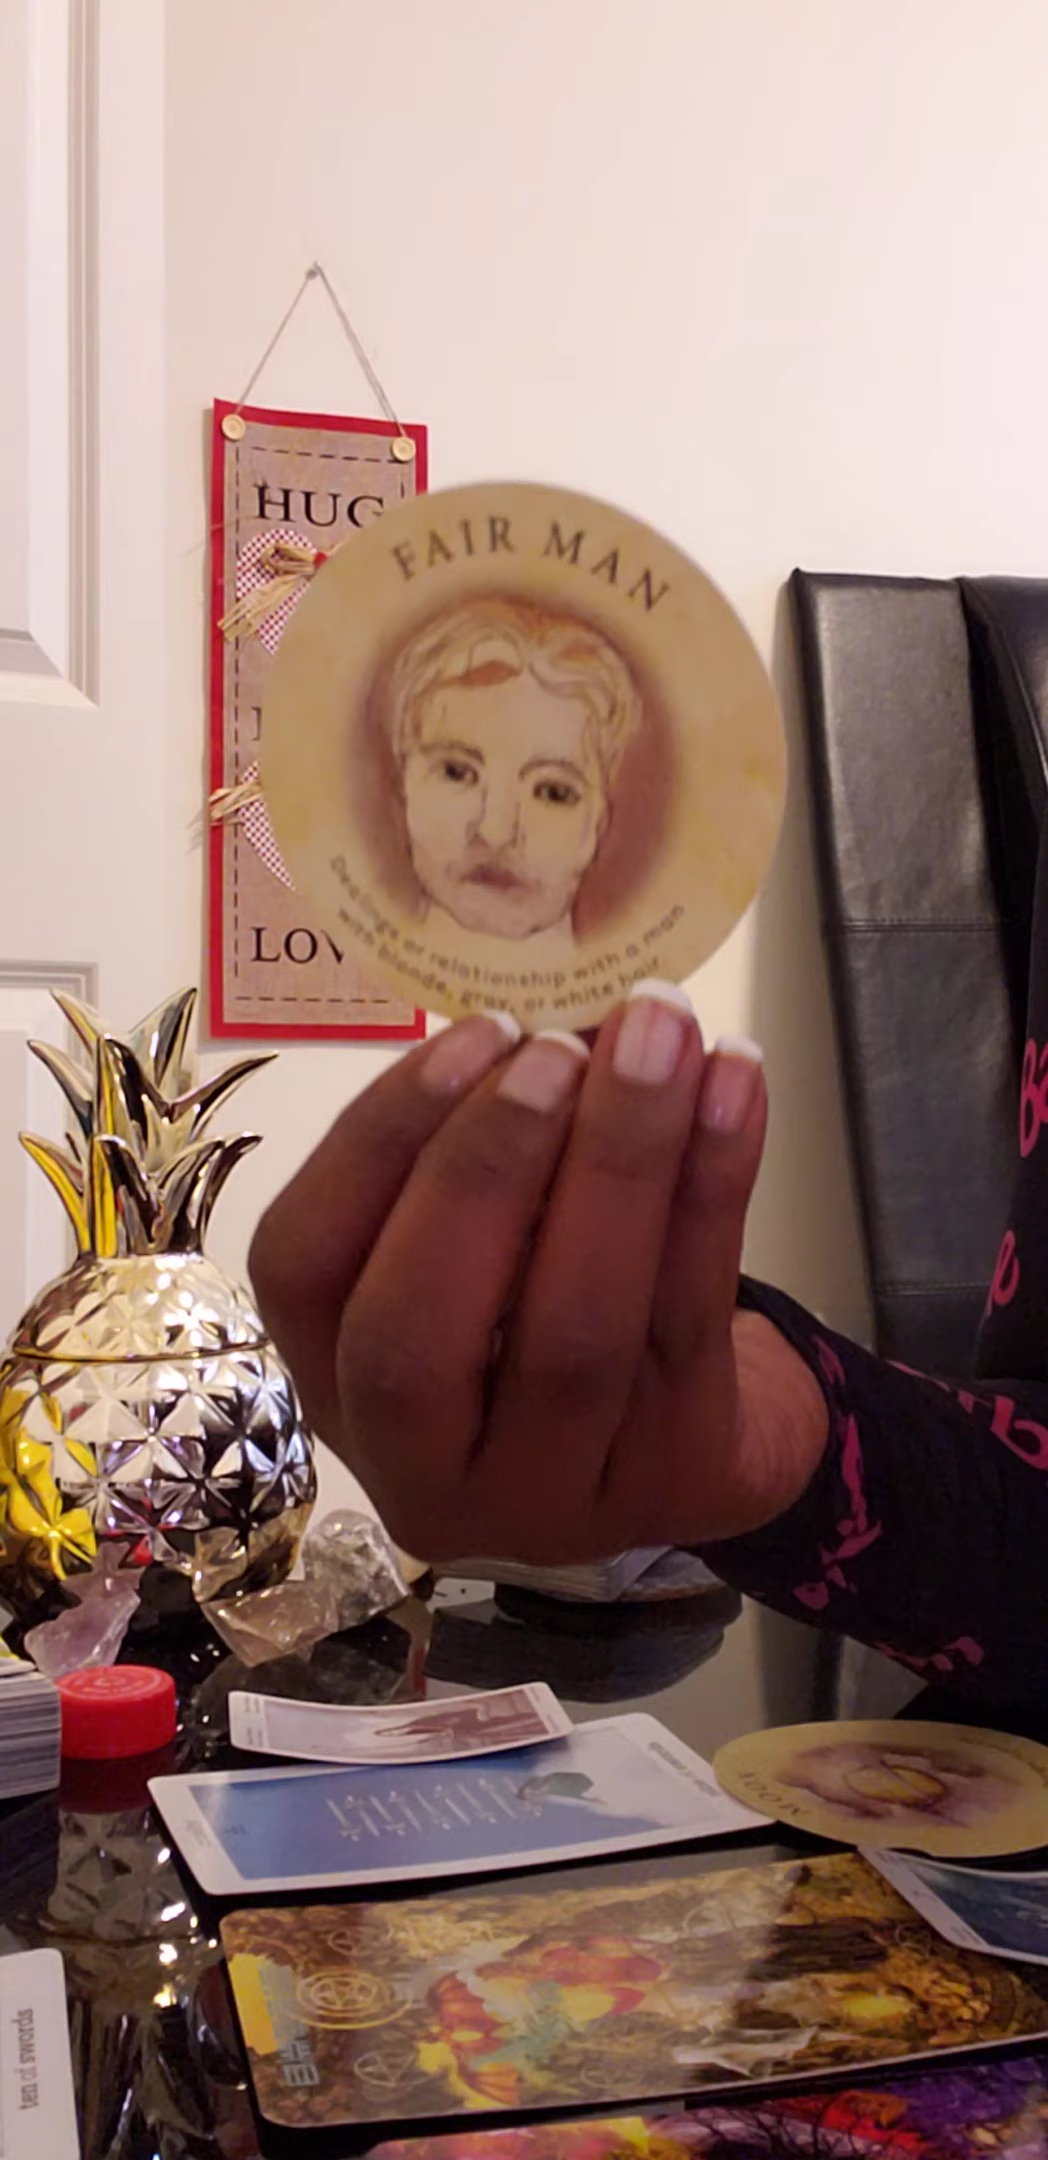 HUG
LOV
FAIR MAN
Dealings or relationship with a man
with blonde, gray, or white hair.
MOON
ten of swords